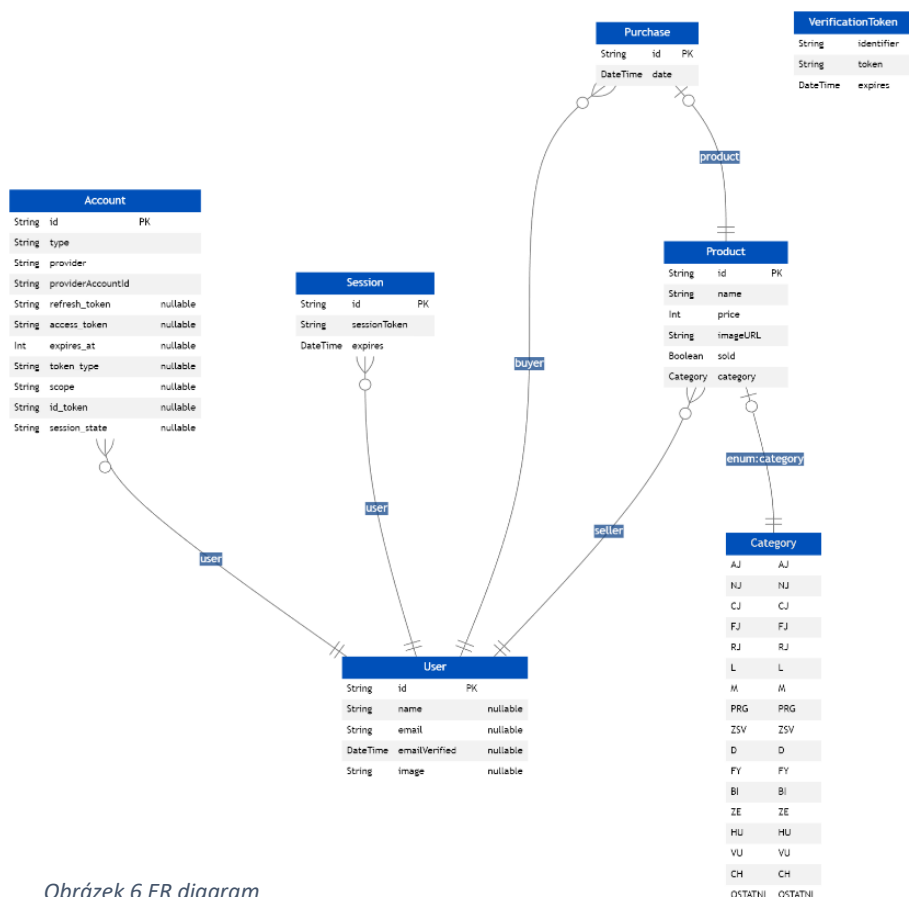 Purchase
String id PK
DateTime date
VerificationToken
String identifier
String token
DateTime expires
product
Account
String id PK
String type
String provider
String providerAccountId
String refresh_token nullable
String access_token nullable
Int expires_at nullable
String token_type nullable
String scope nullable
String id_token nullable
String session_state nullable
Session
String id PK
String sessionToken
DateTime expires
Product
String id PK
String name
Int price
String imageURL
Boolean sold
Category category
buyer
enum:category
user
seller
user
Category
AJ AJ
NJ NJ
CJ CJ
FJ FJ
RJ RJ
L L
M M
PRG PRG
ZSV ZSV
D D
FY FY
BI BI
ZE ZE
HU HU
VU VU
CH CH
OSTATNI OSTATNI
User
String id PK
String name nullable
String email nullable
DateTime emailVerified nullable
String image nullable
Obrázek 6 ER diagram